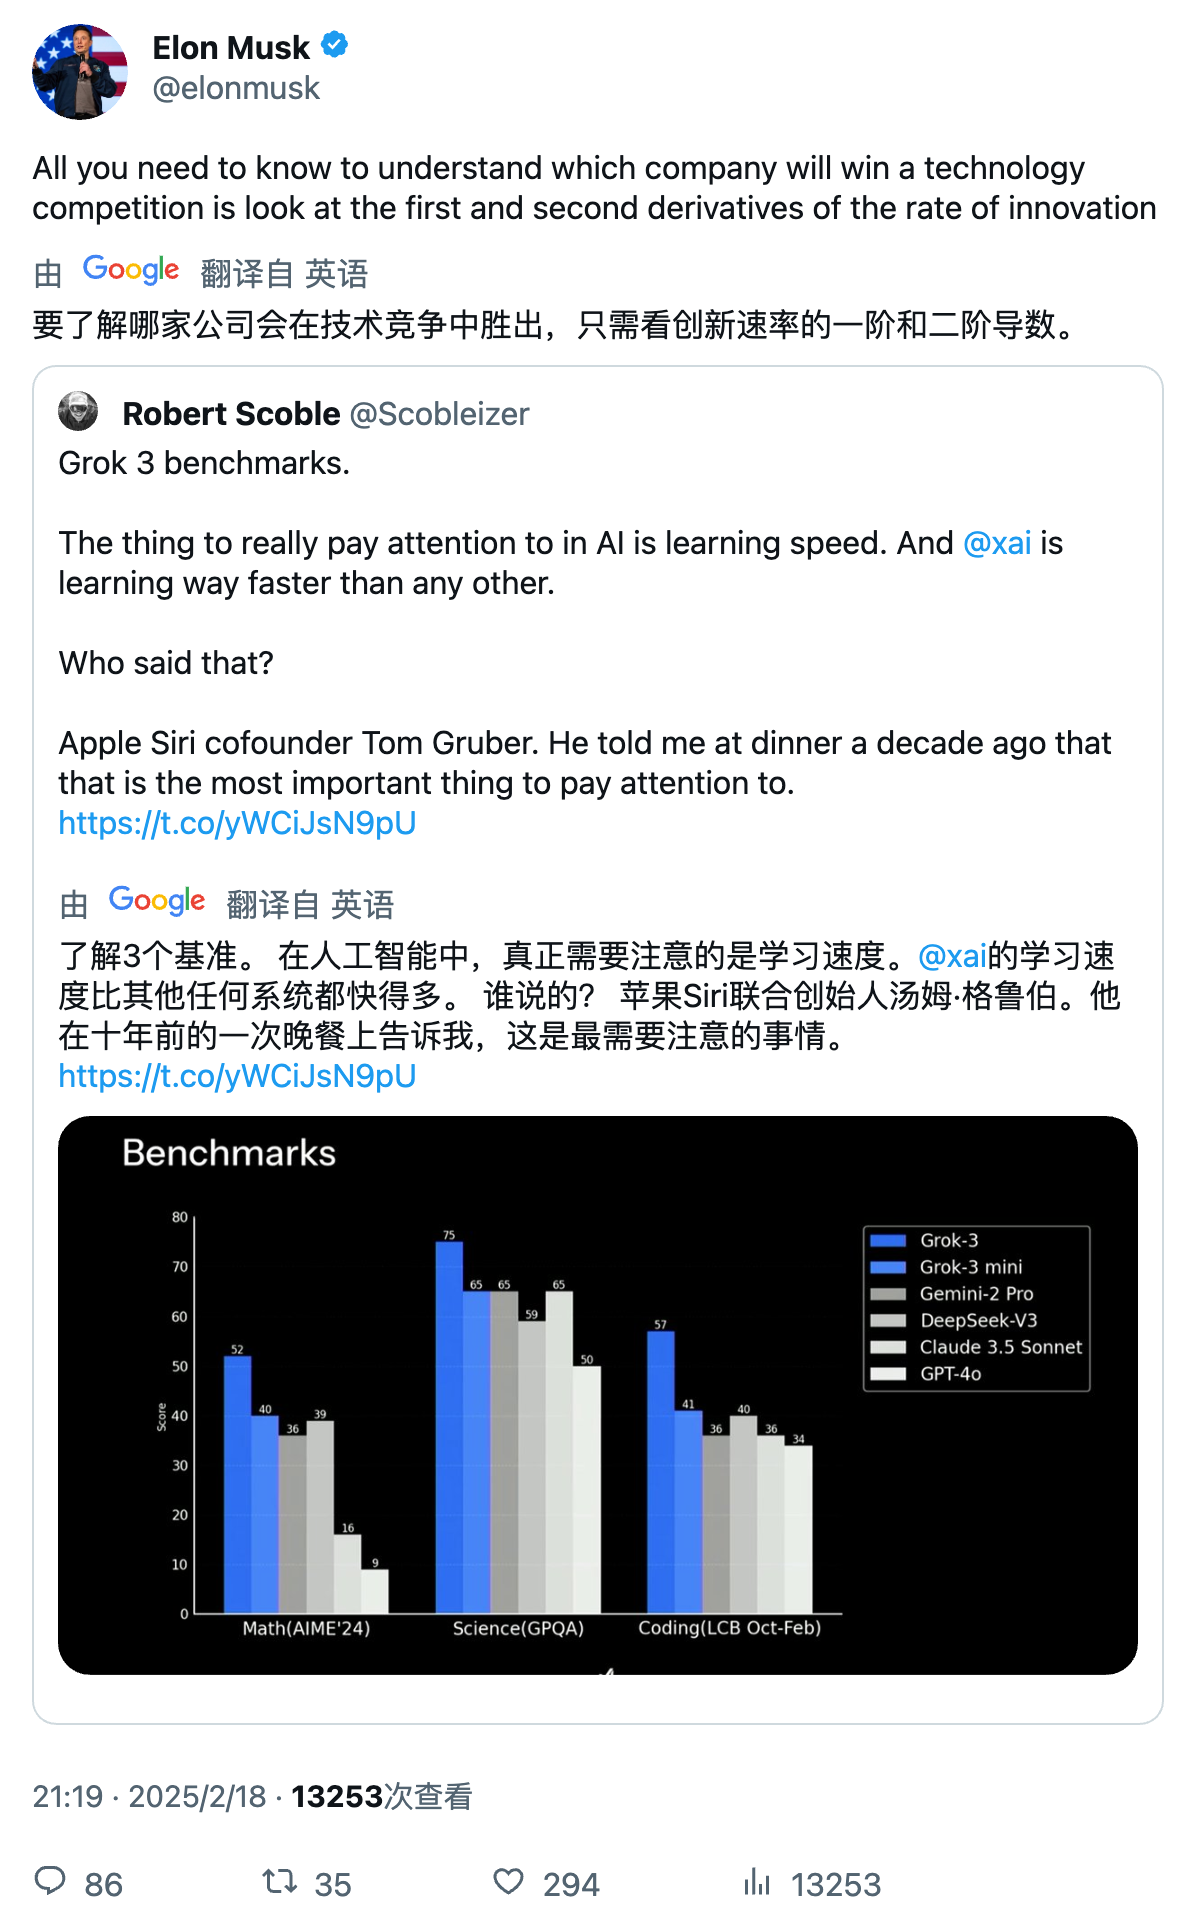 Elon Musk
@elonmusk
All you need to know to understand which company will win a technology
competition is look at the first and second derivatives of the rate of innovation
由 Google 翻译自 英语
要了解哪家公司会在技术竞争中胜出，只需看创新速率的一阶和二阶导数。
Robert Scoble @Scobleizer
Grok 3 benchmarks.
The thing to really pay attention to in AI is learning speed. And @xai is
learning way faster than any other.
Who said that?
Apple Siri cofounder Tom Gruber. He told me at dinner a decade ago that
that is the most important thing to pay attention to.
https://t.co/yWCiJsN9pU
由 Google 翻译自 英语
了解3个基准。 在人工智能中，真正需要注意的是学习速度。@xai的学习速
度比其他任何系统都快得多。 谁说的？ 苹果Siri联合创始人汤姆·格鲁伯。他
在十年前的一次晚餐上告诉我，这是最需要注意的事情。
https://t.co/yWCiJsN9pU
Benchmarks
Score
80
70
60
50
40
30
20
10
0
52
40
36
39
16
9
Math(AIME'24)
75
65
65
59
65
50
Science(GPQA)
57
41
36
40
36
34
Coding(LCB Oct-Feb)
Grok-3
Grok-3 mini
Gemini-2 Pro
DeepSeek-V3
Claude 3.5 Sonnet
GPT-4o
21:19 · 2025/2/18 · 13253次查看
86 35 294 13253